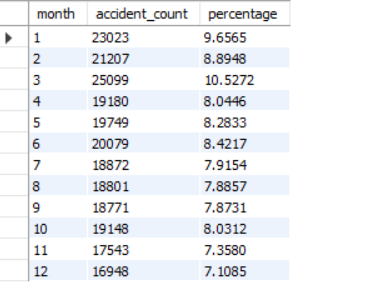 month accident_count percentage
1 23023 9.6565
2 21207 8.8948
3 25099 10.5272
4 19180 8.0446
5 19749 8.2833
6 20079 8.4217
7 18872 7.9154
8 18801 7.8857
9 18771 7.8731
10 19148 8.0312
11 17543 7.3580
12 16948 7.1085